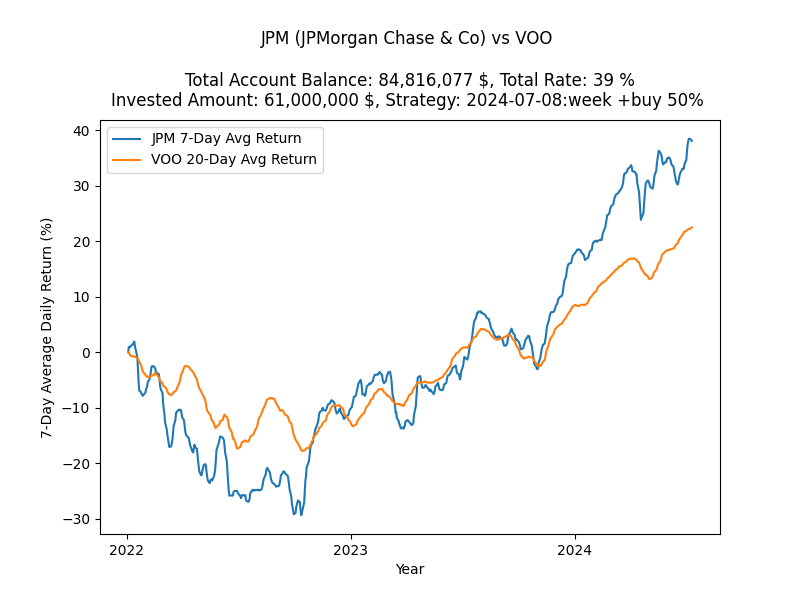 JPM (JPMorgan Chase & Co) vs VOO
Total Account Balance: 84,816,077 $, Total Rate: 39 %
Invested Amount: 61,000,000 $, Strategy: 2024-07-08:week +buy 50%
JPM 7-Day Avg Return
VOO 20-Day Avg Return
7-Day Average Daily Return (%)
40
30
20
10
0
−10
−20
−30
2022
2023
2024
Year